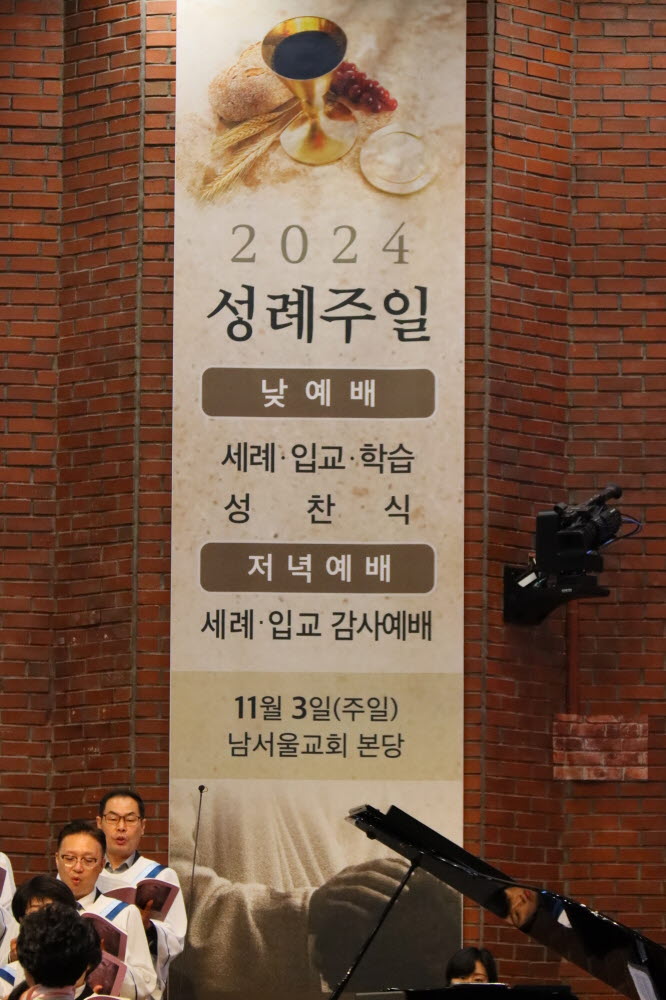 2024
성례주일
낮예배
세례·입교·학습
성찬식
저녁예배
세례·입교 감사예배
11월 3일(주일)
남서울교회 본당